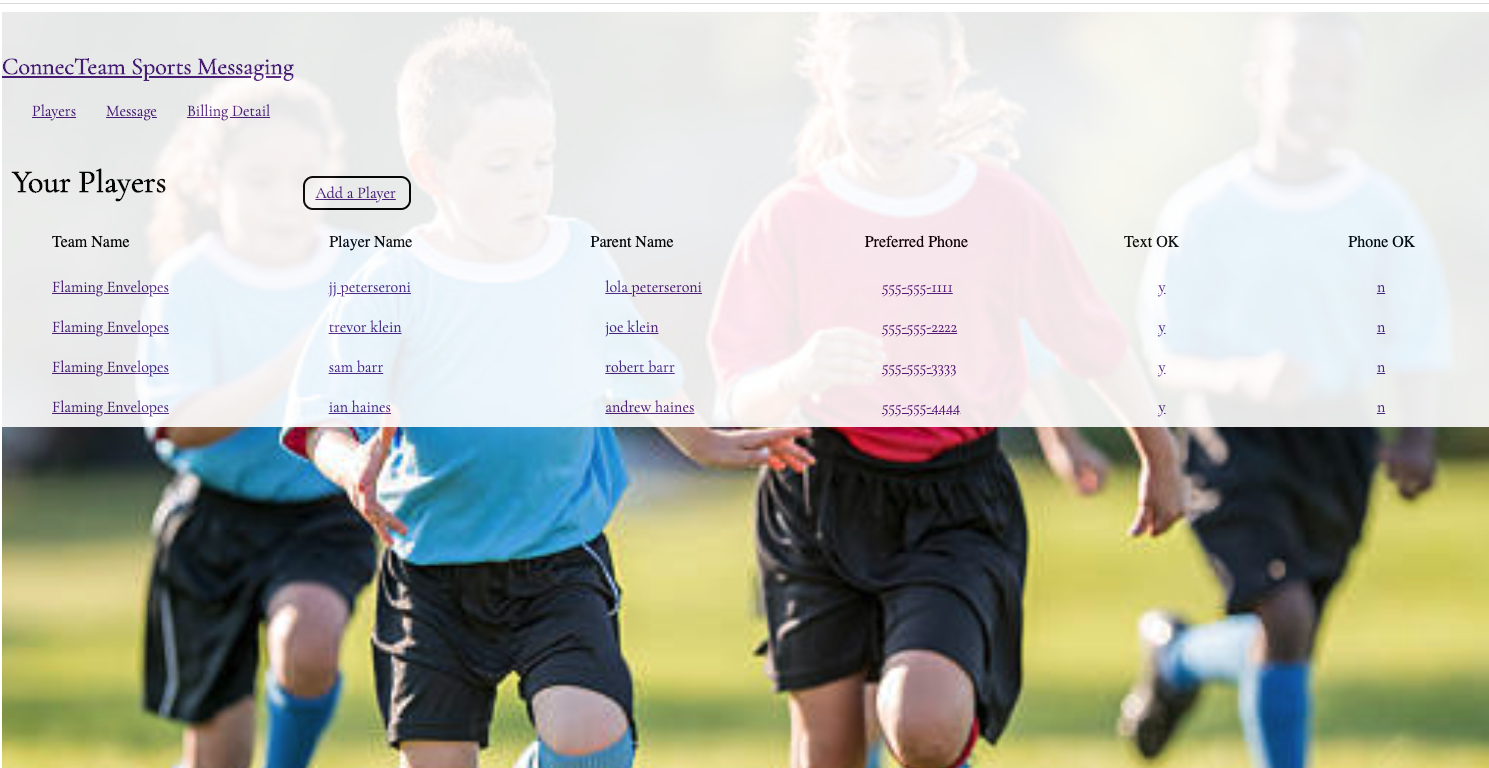 ConnecTeam Sports Messaging
Players Message Billing Detail
Your Players Add a Player
Team Name Player Name Parent Name Preferred Phone Text OK Phone OK
Flaming Envelopes jj peterseroni lola peterseroni 555-555-1111 y n
Flaming Envelopes trevor klein joe klein 555-555-2222 y n
Flaming Envelopes sam barr robert barr 555-555-3333 y n
Flaming Envelopes ian haines andrew haines 555-555-4444 y n